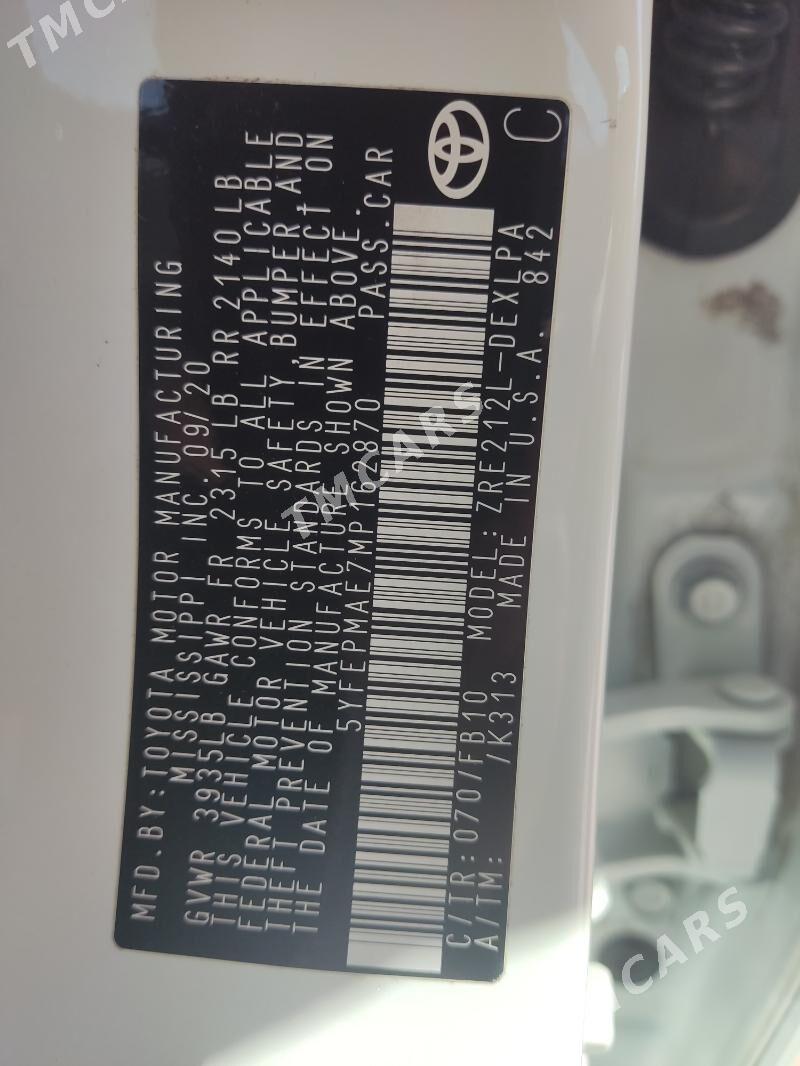 MFD.BY:TOYOTA MOTOR MANUFACTURING
MISSISSIPPI INC. 09/20
GVWR 3935LB GAWR FR 2315 LB RR 2140LB
THIS VEHICLE CONFORMS TO ALL APPLICABLE
FEDERAL MOTOR VEHICLE SAFETY, BUMPER, AND
THEFT PREVENTION STANDARDS IN EFFECT ON
THE DATE OF MANUFACTURE SHOWN ABOVE.
5YFEPMAE7MP162870 PASS.CAR
C/TR:070/FB10 MODEL: ZRE212L-DEXLPA
A/TM: /K313 MADE IN U.S.A. 842 C
TMCARS
TMCARS
TMCARS